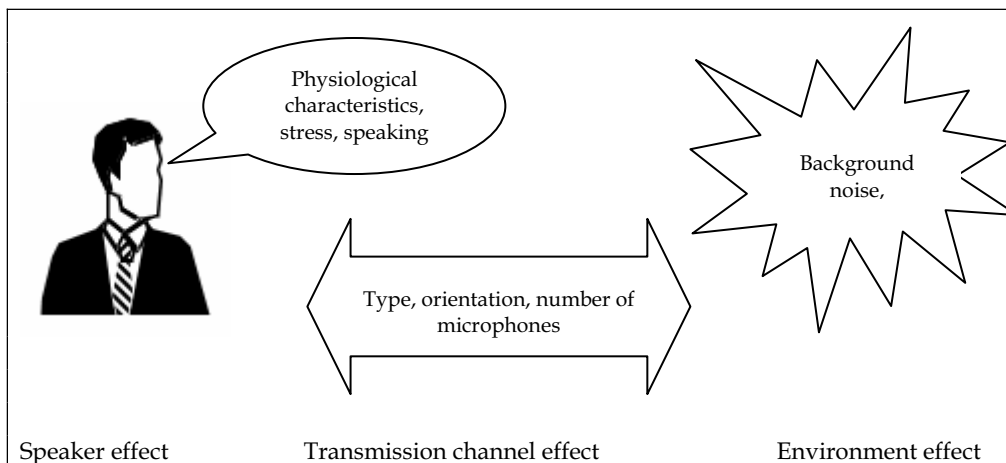 Physiological
characteristics,
stress, speaking
Background
noise,
Type, orientation, number of
microphones
Speaker effect
Transmission channel effect
Environment effect